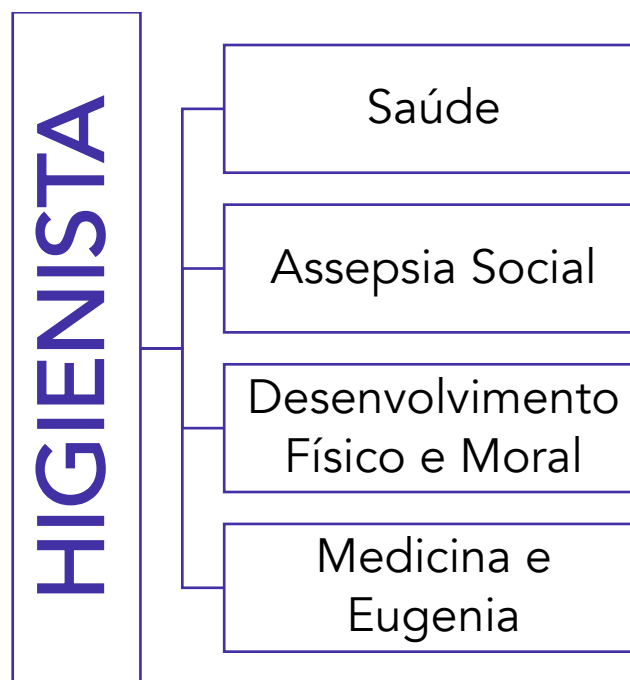 HIGIENISTA
Saúde
Assepsia Social
Desenvolvimento
Físico e Moral
Medicina e
Eugenia